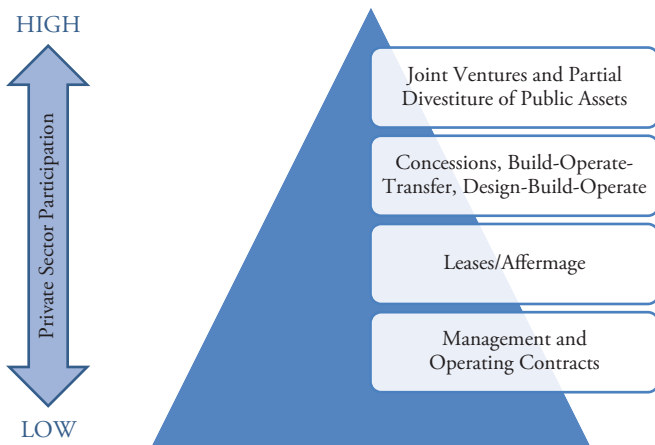 HIGH
Private Sector Participation
LOW
Joint Ventures and Partial
Divestiture of Public Assets
Concessions, Build-Operate-
Transfer, Design-Build-Operate
Leases/Affermage
Management and
Operating Contracts